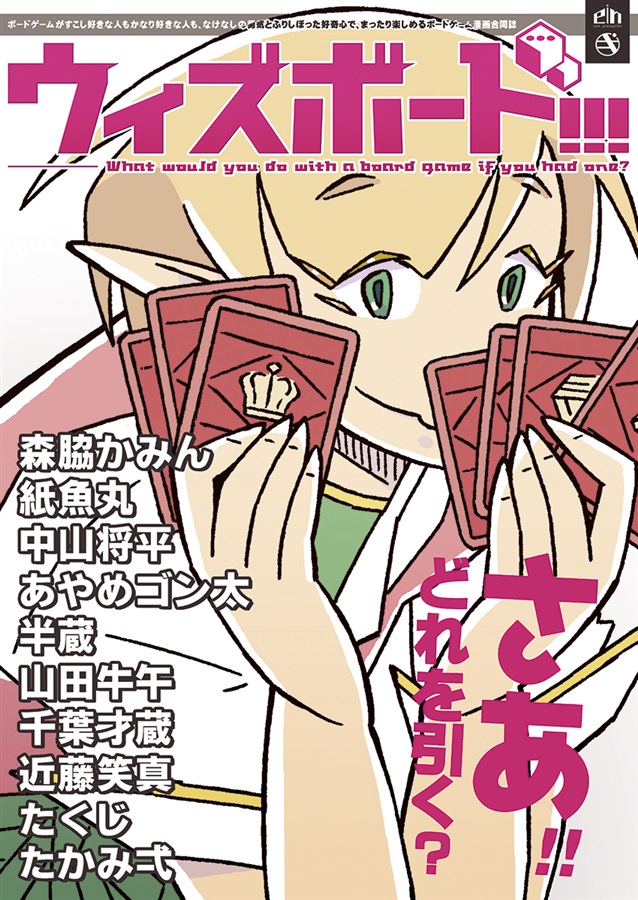 ボードゲームがすこし好きな人もかなり好きな人も、なけなしの勇気とふりしぼった好奇心で、まったり楽しめるボードゲーム漫画合同誌
ein
ウィズボード!!!
What would you do with a board game if you had one?
森脇かみん
紙魚丸
中山将平
あやめゴン太
半蔵
山田牛午
千葉才蔵
近藤笑真
たくじ
たかみ弌
さあ!!
どれを引く?